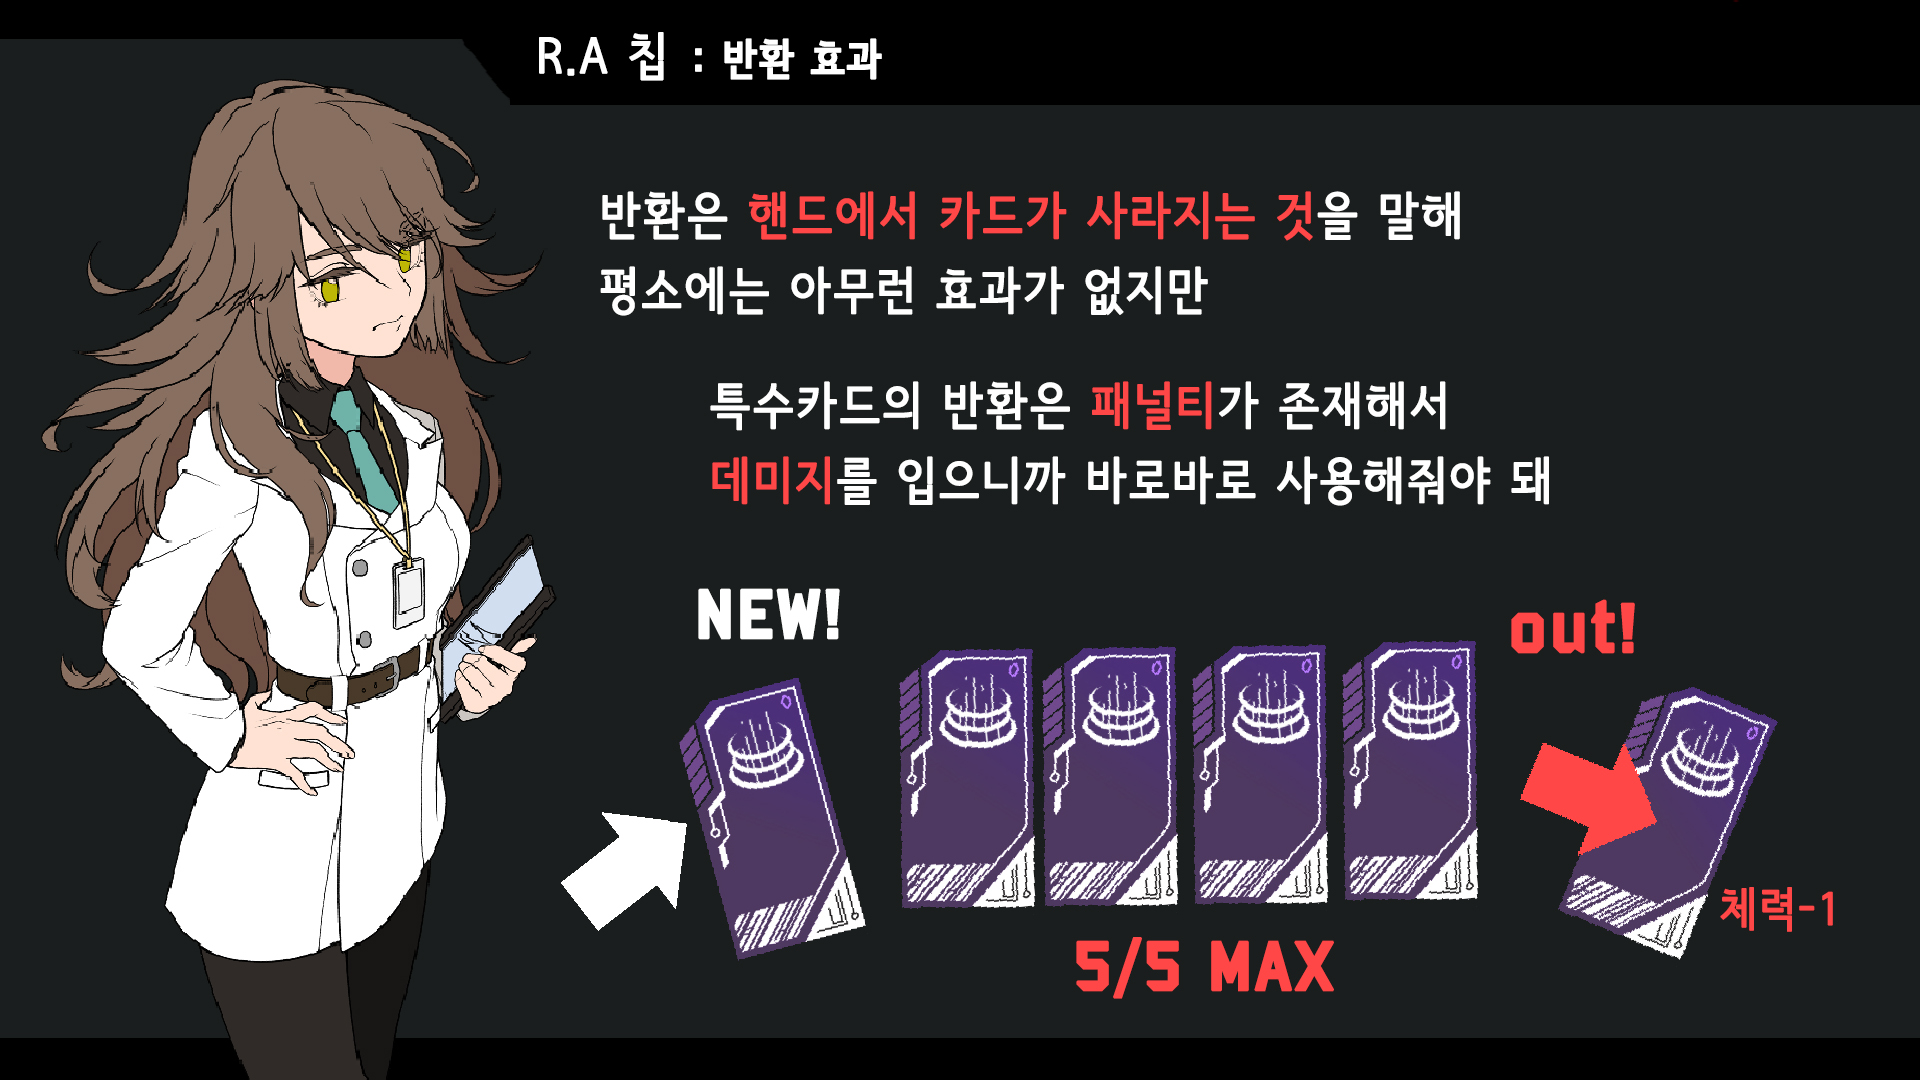 R.A 칩 : 반환 효과
반환은 핸드에서 카드가 사라지는 것을 말해
평소에는 아무런 효과가 없지만
특수카드의 반환은 패널티가 존재해서
데미지를 입으니까 바로바로 사용해줘야 돼
NEW!
out!
체력-1
5/5 MAX